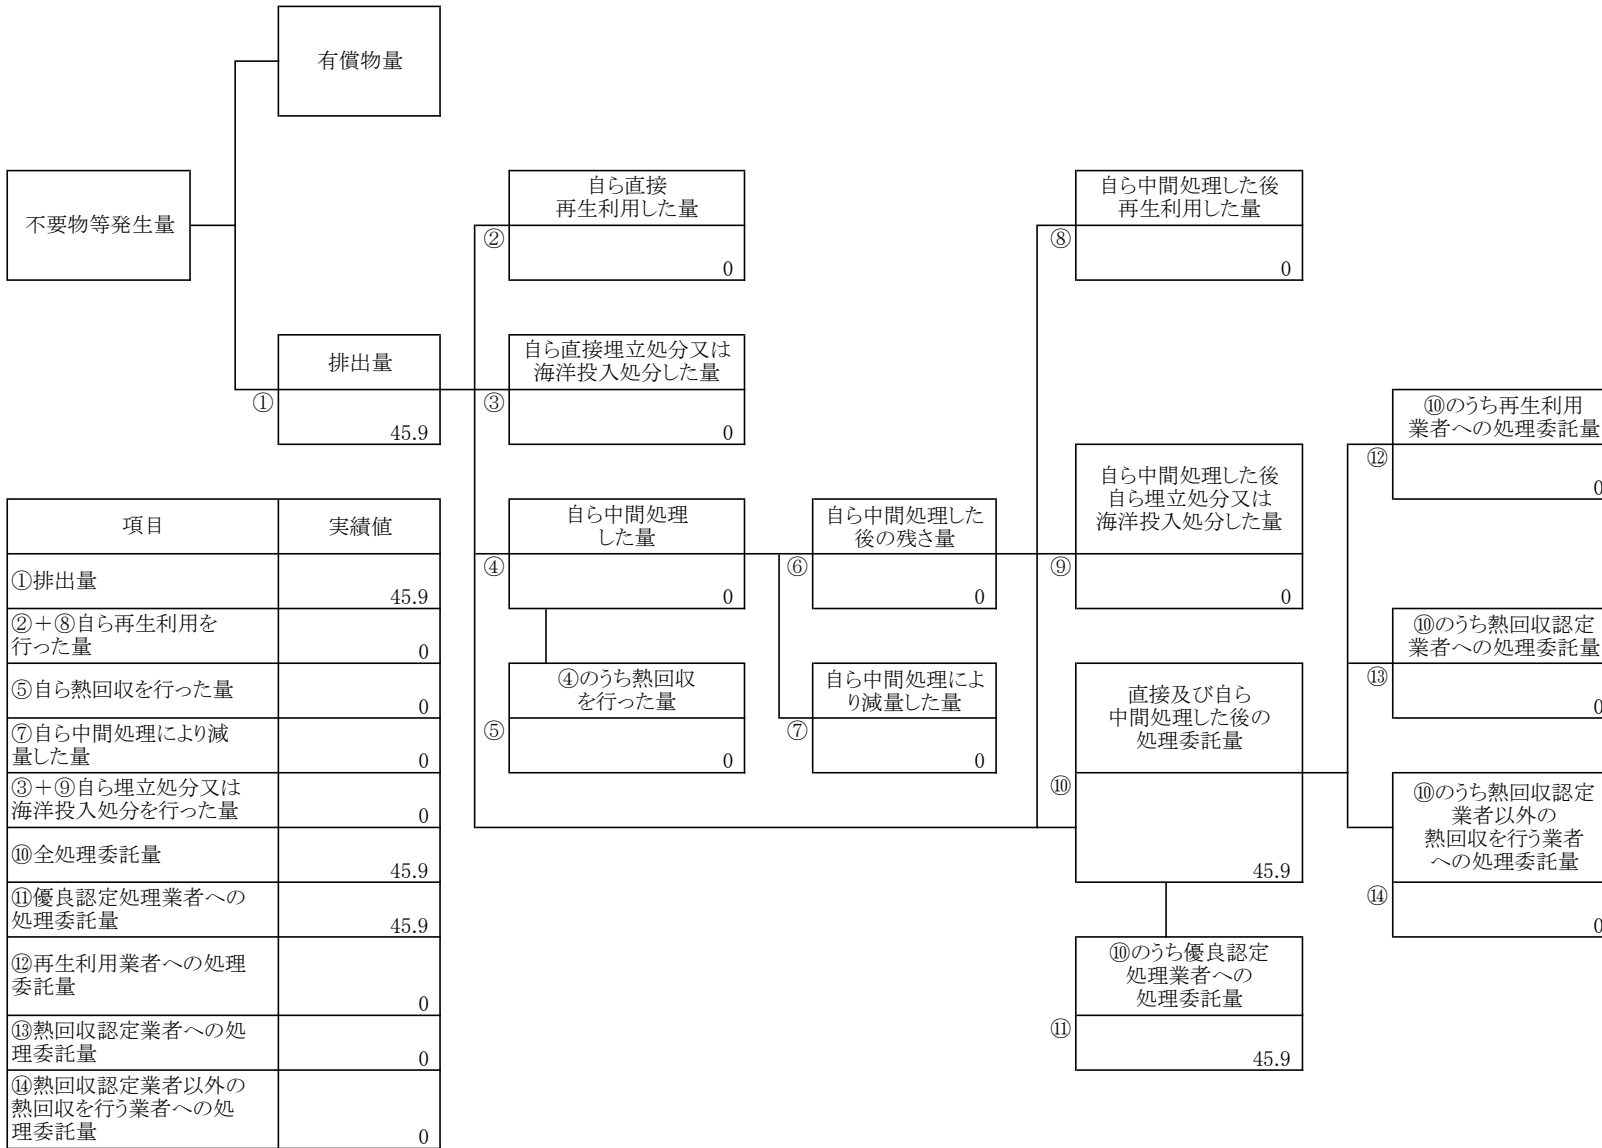 有償物量
不要物等発生量
自ら直接
再生利用した量
②
0
自ら中間処理した後
再生利用した量
⑧
0
排出量
①
45.9
自ら直接埋立処分又は
海洋投入処分した量
③
0
⑩のうち再生利用
業者への処理委託量
⑫
0
自ら中間処理した後
自ら埋立処分又は
海洋投入処分した量
⑨
0
自ら中間処理
した量
④
0
自ら中間処理した
後の残さ量
⑥
0
⑩のうち熱回収認定
業者への処理委託量
⑬
0
④のうち熱回収
を行った量
⑤
0
自ら中間処理によ
り減量した量
⑦
0
直接及び自ら
中間処理した後の
処理委託量
⑩
45.9
⑩のうち熱回収認定
業者以外の
熱回収を行う業者
への処理委託量
⑭
0
⑩のうち優良認定
処理業者への
処理委託量
⑪
45.9
項目 実績値
①排出量
45.9
②+⑧自ら再生利用を
行った量
0
⑤自ら熱回収を行った量
0
⑦自ら中間処理により減
量した量
0
③+⑨自ら埋立処分又は
海洋投入処分を行った量
0
⑩全処理委託量
45.9
⑪優良認定処理業者への
処理委託量
45.9
⑫再生利用業者への処理
委託量
0
⑬熱回収認定業者への処
理委託量
0
⑭熱回収認定業者以外の
熱回収を行う業者への処
理委託量
0